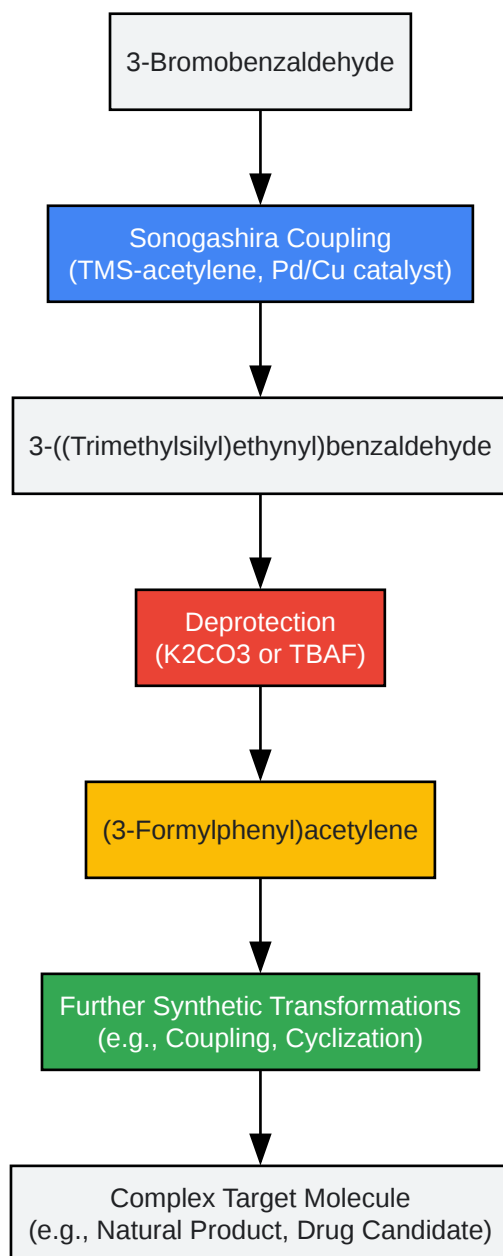 3-Bromobenzaldehyde
Sonogashira Coupling
(TMS-acetylene, Pd/Cu catalyst)
3-((Trimethylsilyl)ethynyl)benzaldehyde
Deprotection
(K2CO3 or TBAF)
(3-Formylphenyl)acetylene
Further Synthetic Transformations
(e.g., Coupling, Cyclization)
Complex Target Molecule
(e.g., Natural Product, Drug Candidate)